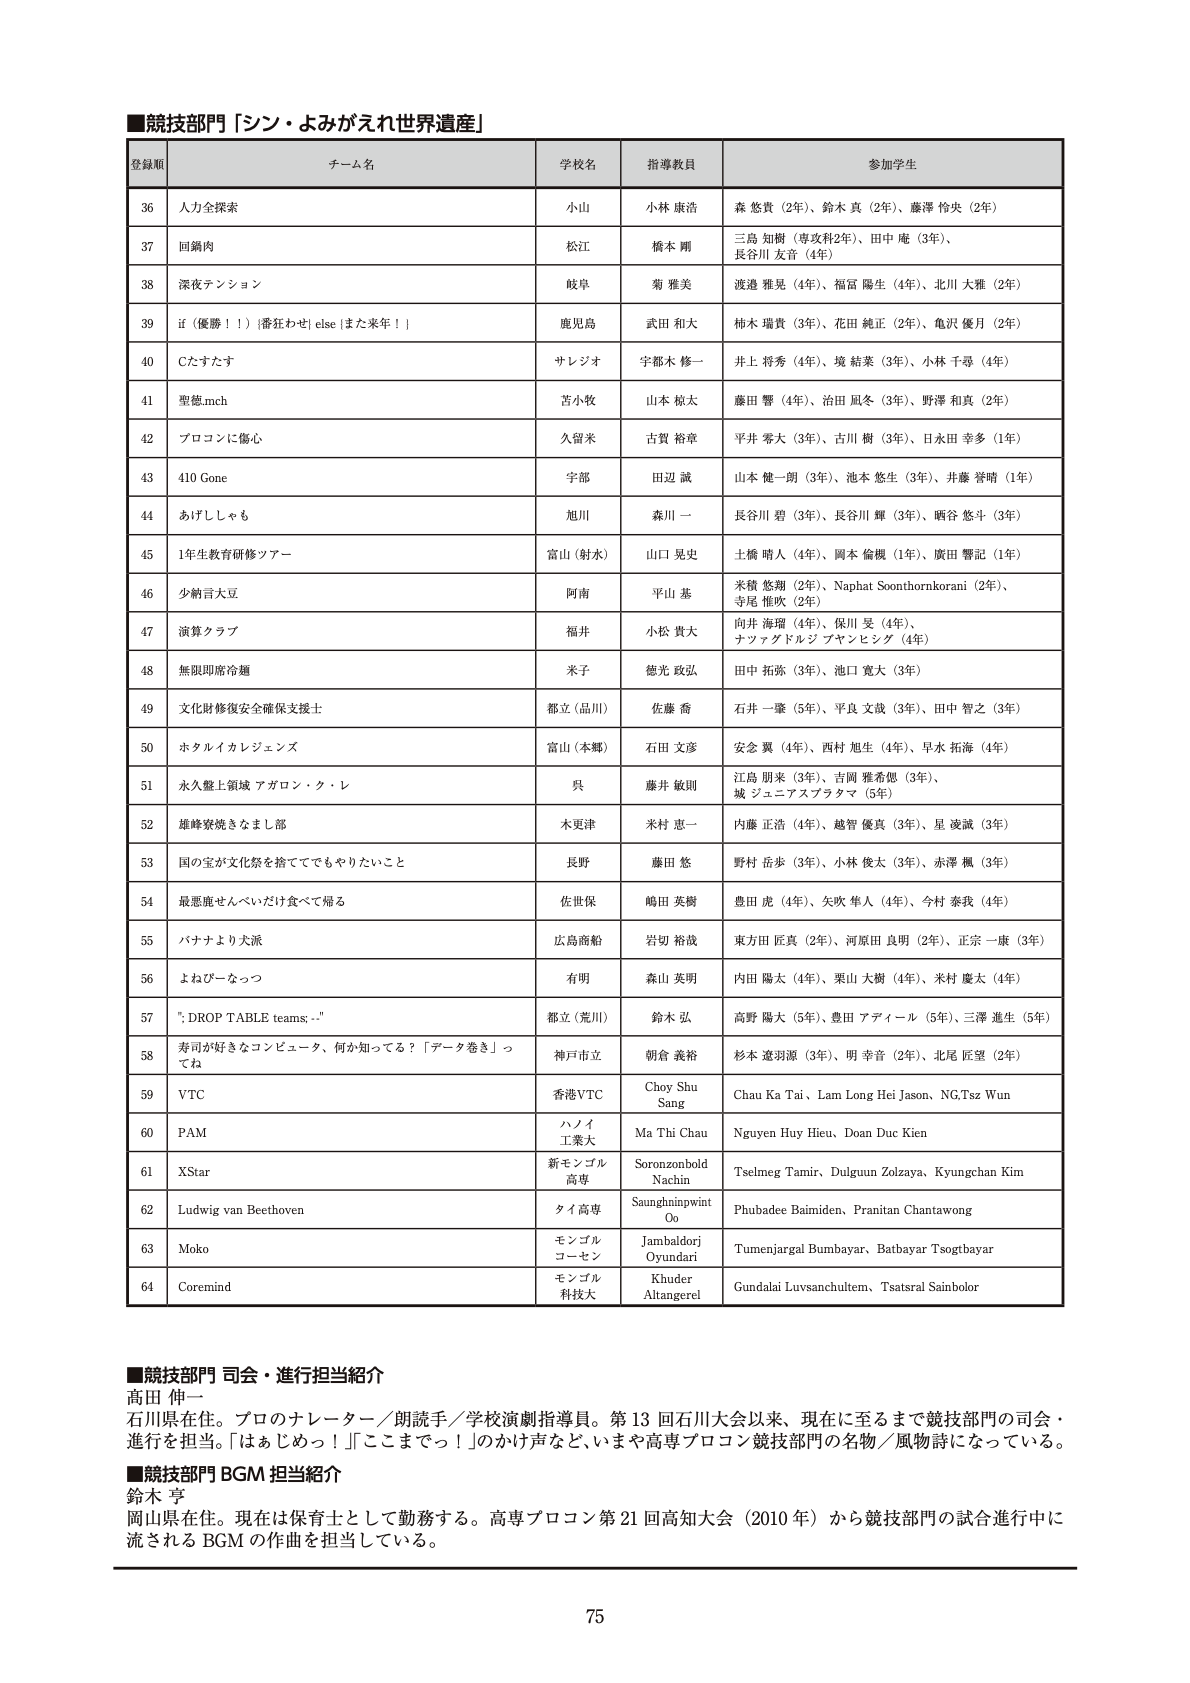 ■競技部門「シン・よみがえれ世界遺産」
登録順 チーム名 学校名 指導教員 参加学生
36 人力全探索 小山 小林 康浩 森 悠貴（2年）、鈴木 真（2年）、藤澤 怜央（2年）
37 回鍋肉 松江 橋本 剛 三島 知樹（専攻科2年）、田中 庵（3年）、
長谷川 友音（4年）
38 深夜テンション 岐阜 菊 雅美 渡邉 雅晃（4年）、福冨 陽生（4年）、北川 大雅（2年）
39 if（優勝！！）{番狂わせ} else {また来年！} 鹿児島 武田 和大 柿木 瑞貴（3年）、花田 純正（2年）、亀沢 優月（2年）
40 Cたすたす サレジオ 宇都木 修一 井上 将秀（4年）、境 結菜（3年）、小林 千尋（4年）
41 聖徳.mch 苫小牧 山本 椋太 藤田 響（4年）、治田 凪冬（3年）、野澤 和真（2年）
42 プロコンに傷心 久留米 古賀 裕章 平井 零大（3年）、古川 樹（3年）、日永田 幸多（1年）
43 410 Gone 宇部 田辺 誠 山本 健一朗（3年）、池本 悠生（3年）、井藤 誉晴（1年）
44 あげししゃも 旭川 森川 一 長谷川 碧（3年）、長谷川 輝（3年）、晒谷 悠斗（3年）
45 1年生教育研修ツアー 富山（射水） 山口 晃史 土橋 晴人（4年）、岡本 倫槻（1年）、廣田 響記（1年）
46 少納言大豆 阿南 平山 基 米積 悠翔（2年）、Naphat Soonthornkorani（2年）、
寺尾 惟吹（2年）
47 演算クラブ 福井 小松 貴大 向井 海瑠（4年）、保川 旻（4年）、
ナツァグドルジ ブヤンヒシグ（4年）
48 無限即席冷麺 米子 徳光 政弘 田中 拓弥（3年）、池口 寛大（3年）
49 文化財修復安全確保支援士 都立（品川） 佐藤 喬 石井 一肇（5年）、平良 文哉（3年）、田中 智之（3年）
50 ホタルイカレジェンズ 富山（本郷） 石田 文彦 安念 翼（4年）、西村 旭生（4年）、早水 拓海（4年）
51 永久盤上領域 アガロン・ク・レ 呉 藤井 敏則 江島 朋来（3年）、吉岡 雅希偲（3年）、
城 ジュニアスプラタマ（5年）
52 雄峰寮焼きなまし部 木更津 米村 恵一 内藤 正浩（4年）、越智 優真（3年）、星 凌誠（3年）
53 国の宝が文化祭を捨ててでもやりたいこと 長野 藤田 悠 野村 岳歩（3年）、小林 俊太（3年）、赤澤 楓（3年）
54 最悪鹿せんべいだけ食べて帰る 佐世保 嶋田 英樹 豊田 虎（4年）、矢吹 隼人（4年）、今村 泰我（4年）
55 バナナより犬派 広島商船 岩切 裕哉 東方田 匠真（2年）、河原田 良明（2年）、正宗 一康（3年）
56 よねぴーなっつ 有明 森山 英明 内田 陽太（4年）、栗山 大樹（4年）、米村 慶太（4年）
57 "; DROP TABLE teams; --" 都立（荒川） 鈴木 弘 高野 陽大（5年）、豊田 アディール（5年）、三澤 進生（5年）
58 寿司が好きなコンピュータ、何か知ってる？「データ巻き」っ
てね 神戸市立 朝倉 義裕 杉本 遼羽源（3年）、明 幸音（2年）、北尾 匠望（2年）
59 VTC 香港VTC Choy Shu
Sang Chau Ka Tai、Lam Long Hei Jason、NG,Tsz Wun
60 PAM ハノイ
工業大 Ma Thi Chau Nguyen Huy Hieu、Doan Duc Kien
61 XStar 新モンゴル
高専 Soronzonbold
Nachin Tselmeg Tamir、Dulguun Zolzaya、Kyungchan Kim
62 Ludwig van Beethoven タイ高専 Saunghninpwint
Oo Phubadee Baimiden、Pranitan Chantawong
63 Moko モンゴル
コーセン Jambaldorj
Oyundari Tumenjargal Bumbayar、Batbayar Tsogtbayar
64 Coremind モンゴル
科技大 Khuder
Altangerel Gundalai Luvsanchultem、Tsatsral Sainbolor
■競技部門 司会・進行担当紹介
髙田 伸一
石川県在住。プロのナレーター／朗読手／学校演劇指導員。第 13 回石川大会以来、現在に至るまで競技部門の司会・
進行を担当。「はぁじめっ！」「ここまでっ！」のかけ声など、いまや高専プロコン競技部門の名物／風物詩になっている。
■競技部門 BGM 担当紹介
鈴木 亨
岡山県在住。現在は保育士として勤務する。高専プロコン第 21 回高知大会（2010 年）から競技部門の試合進行中に
流される BGM の作曲を担当している。
75